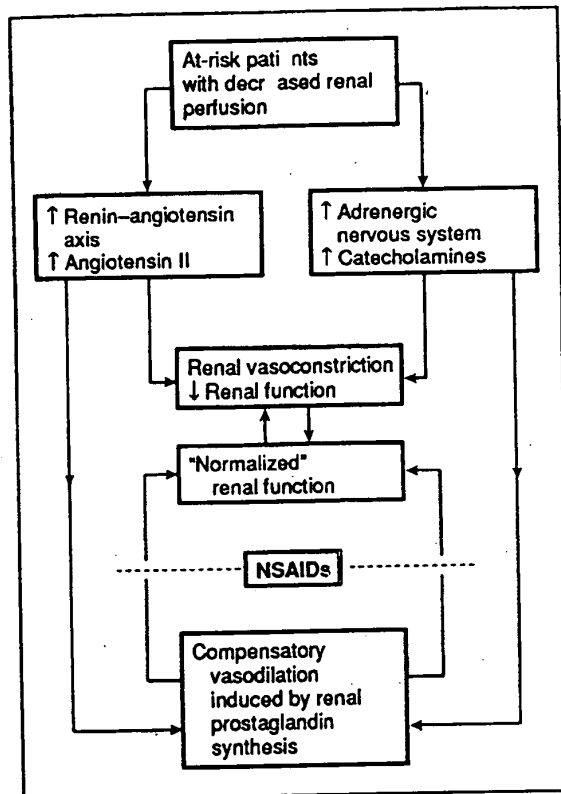 At-risk pati nts
with decr ased renal
perfusion
↑ Renin–angiotensin
axis
↑ Angiotensin II
↑ Adrenergic
nervous system
↑ Catecholamines
Renal vasoconstriction
↓ Renal function
"Normalized"
renal function
NSAIDs
Compensatory
vasodilation
induced by renal
prostaglandin
synthesis